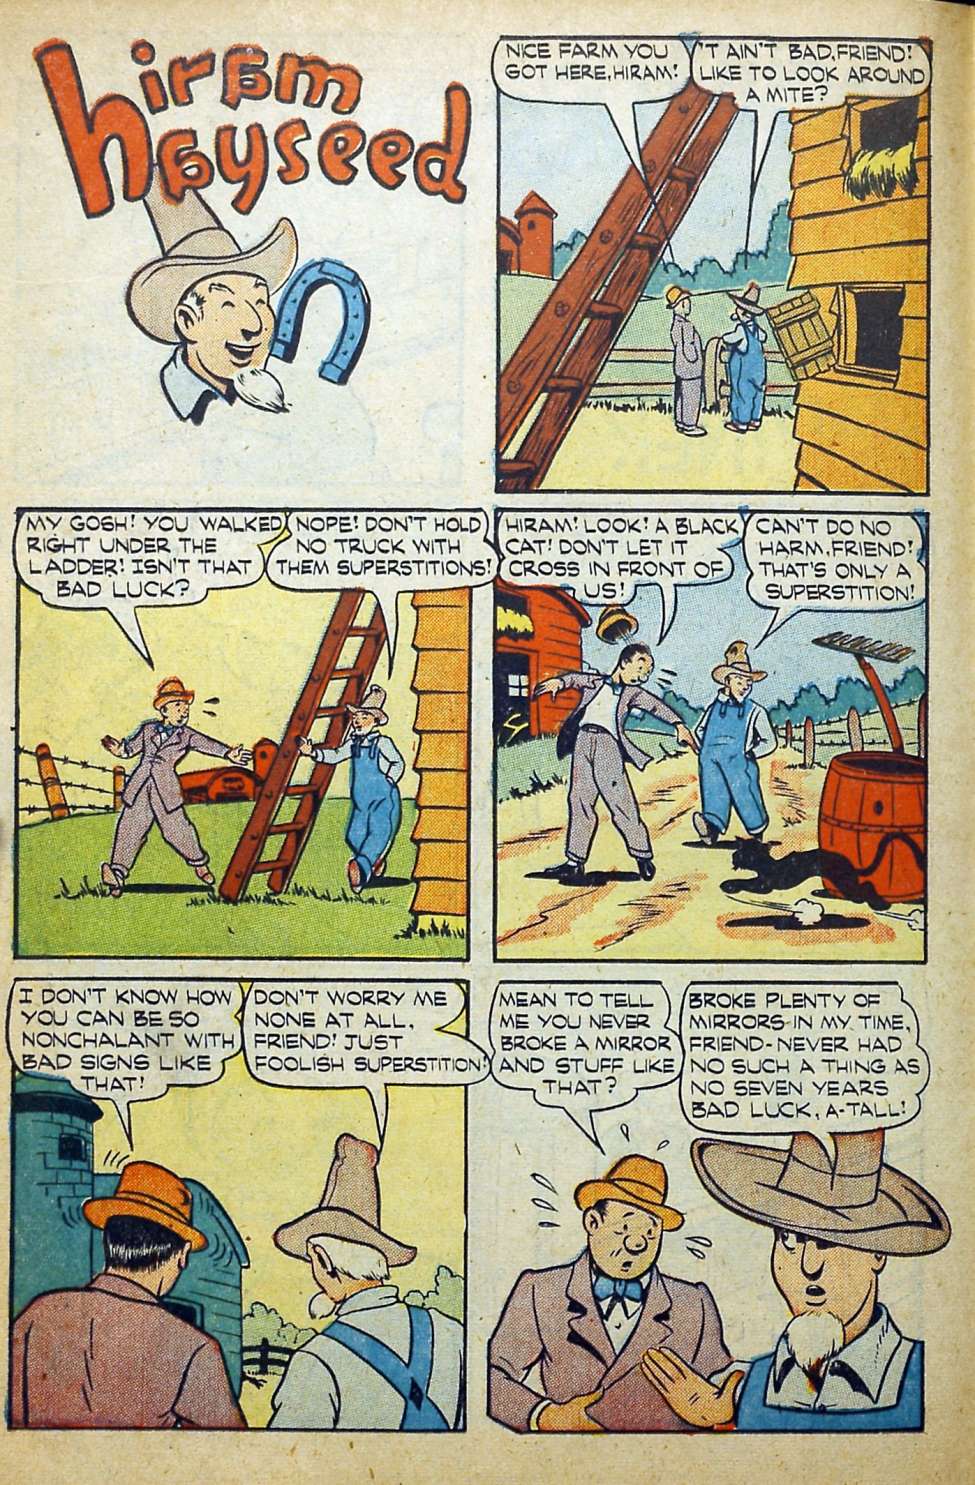 hiram
hayseed
NICE FARM YOU
GOT HERE, HIRAM!
'T AIN'T BAD, FRIEND!
LIKE TO LOOK AROUND
A MITE?
MY GOSH! YOU WALKED
RIGHT UNDER THE
LADDER! ISN'T THAT
BAD LUCK?
NOPE! DON'T HOLD
NO TRUCK WITH
THEM SUPERSTITIONS!
HIRAM! LOOK! A BLACK
CAT! DON'T LET IT
CROSS IN FRONT OF
US!
CAN'T DO NO
HARM, FRIEND!
THAT'S ONLY A
SUPERSTITION!
I DON'T KNOW HOW
YOU CAN BE SO
NONCHALANT WITH
BAD SIGNS LIKE
THAT!
DON'T WORRY ME
NONE AT ALL,
FRIEND! JUST
FOOLISH SUPERSTITION!
MEAN TO TELL
ME YOU NEVER
BROKE A MIRROR
AND STUFF LIKE
THAT?
BROKE PLENTY OF
MIRRORS-IN MY TIME,
FRIEND-NEVER HAD
NO SUCH A THING AS
NO SEVEN YEARS
BAD LUCK, A-TALL!